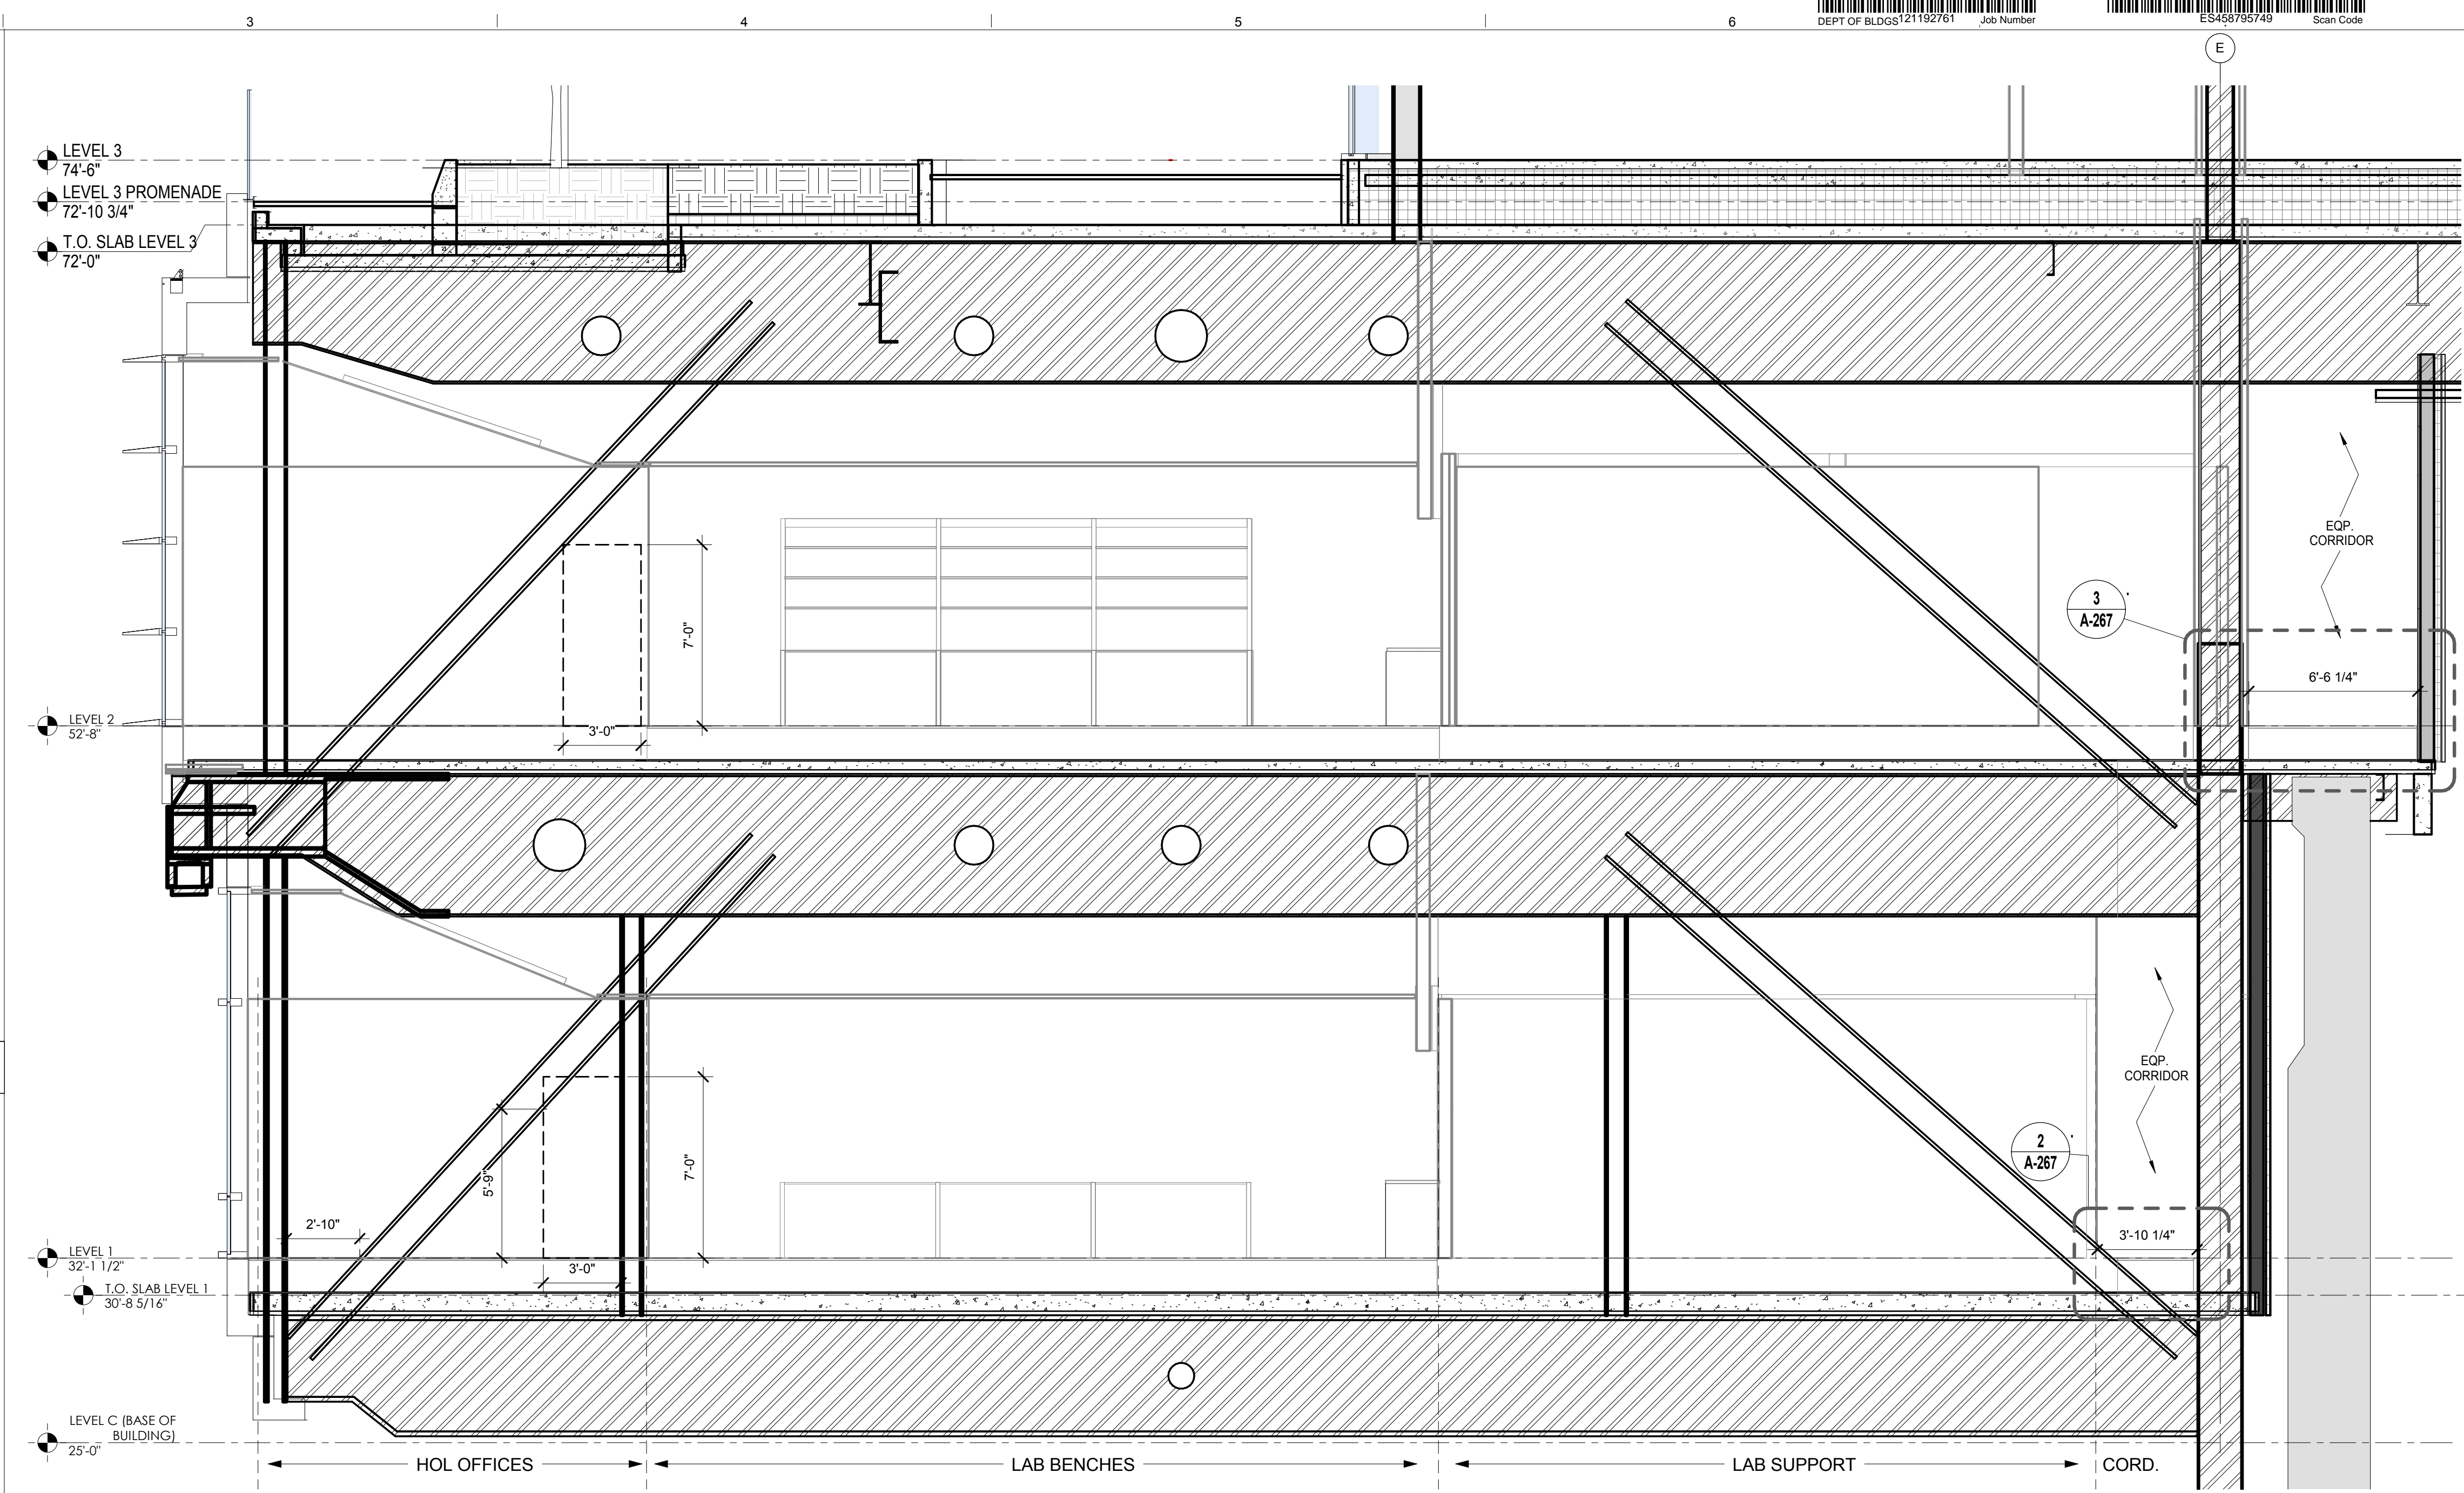 3 4 5 6
DEPT OF BLDGS121192761 Job Number ES458795749 Scan Code
E
LEVEL 3
74'-6"
LEVEL 3 PROMENADE
72'-10 3/4"
T.O. SLAB LEVEL 3
72'-0"
EQP.
CORRIDOR
3
A-267
7'-0"
6'-6 1/4"
LEVEL 2
52'-8"
3'-0"
EQP.
CORRIDOR
2
A-267
5'-9"
7'-0"
2'-10"
3'-10 1/4"
LEVEL 1
32'-1 1/2"
3'-0"
T.O. SLAB LEVEL 1
30'-8 5/16"
LEVEL C (BASE OF
BUILDING)
25'-0"
HOL OFFICES LAB BENCHES LAB SUPPORT CORD.